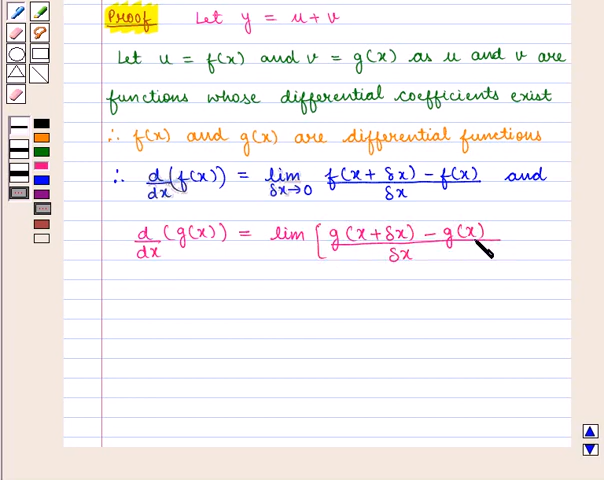 Proof Let y = u + v
Let u = f(x) and v = g(x) as u and v are
functions whose differential coefficients exist
∴ f(x) and g(x) are differential functions
∴ d/dx (f(x)) = lim δx→0 f(x + δx) − f(x) / δx and
d/dx (g(x)) = lim [ g(x + δx) − g(x) / δx